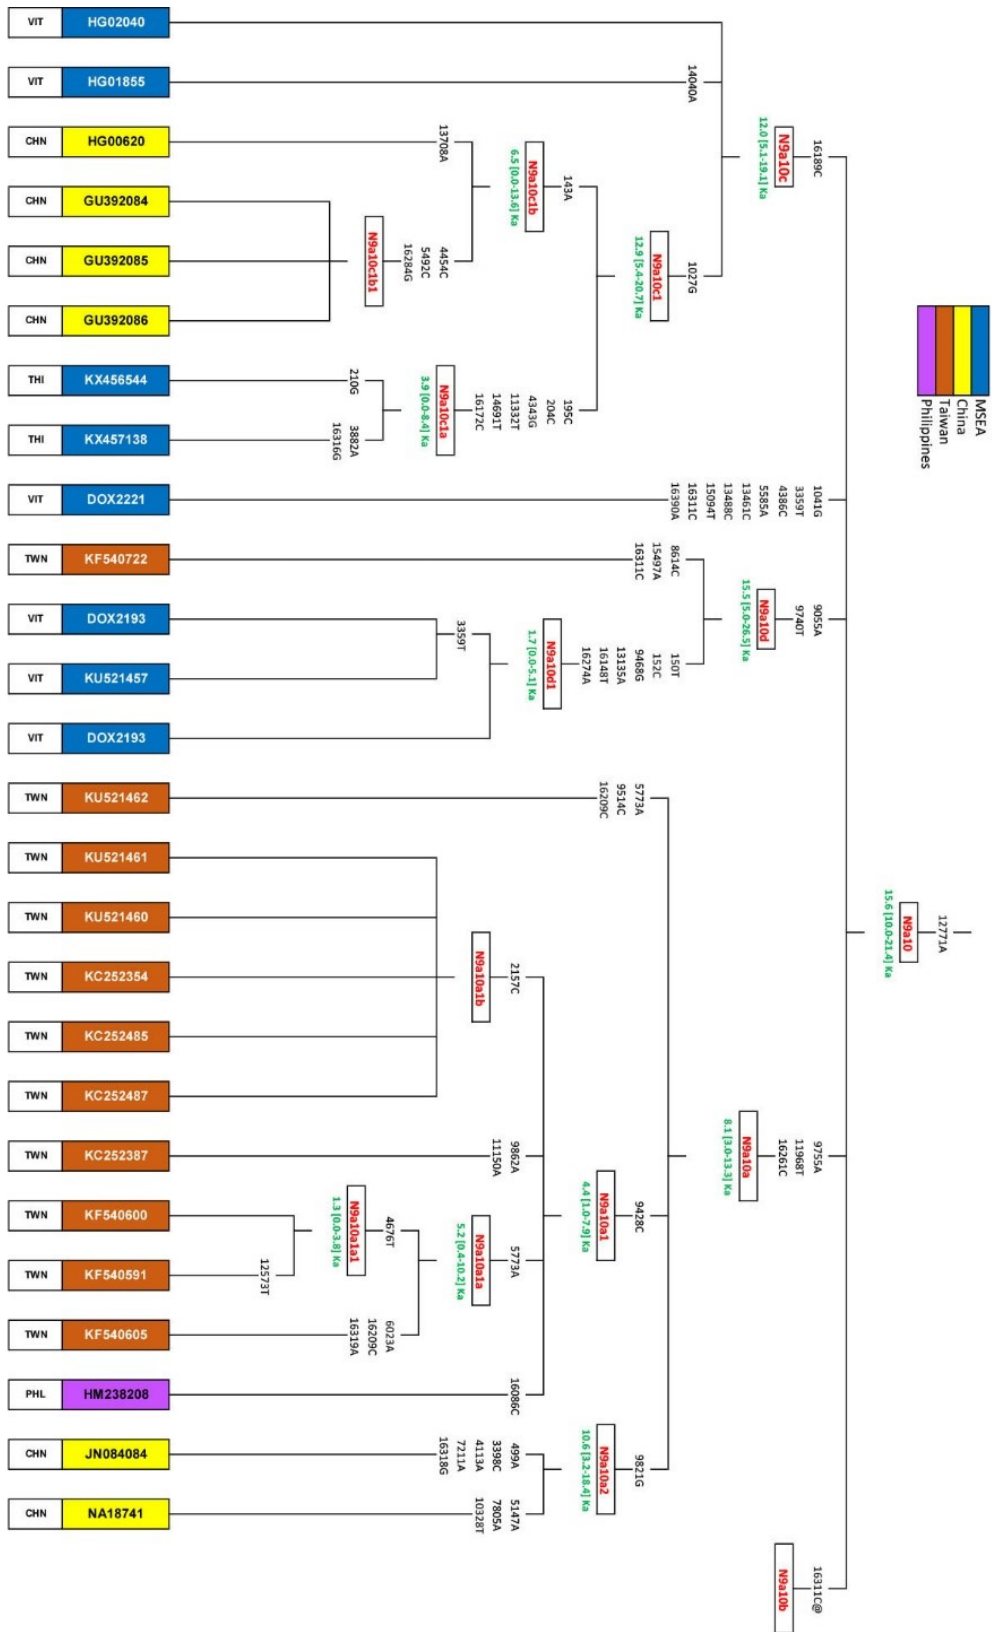 MSEA
China
Taiwan
Philippines
12771A
N9a10
15.6 [10.0-21.4] Ka
16189C
N9a10c
12.0 [5.1-19.1] Ka
14040A
1027G
N9a10c1
12.9 [5.4-20.7] Ka
143A
N9a10c1b
6.5 [0.0-13.6] Ka
13708A
4454C
5492C
16284G
N9a10c1b1
195C
204C
4343G
11332T
14691T
16172C
N9a10c1a
3.9 [0.0-8.4] Ka
210G
3882A
16316G
1041G
3359T
4386C
5585A
13461C
13488C
15094T
16311C
16390A
9055A
9740T
N9a10d
15.5 [5.0-26.5] Ka
8614C
15497A
16311C
150T
152C
9468G
13135A
16148T
16274A
N9a10d1
1.7 [0.0-5.1] Ka
3359T
9755A
11968T
16261C
N9a10a
8.1 [3.0-13.3] Ka
5773A
9514C
16209C
9428C
N9a10a1
4.4 [1.0-7.9] Ka
2157C
N9a10a1b
9862A
11150A
5773A
N9a10a1a
5.2 [0.4-10.2] Ka
4676T
N9a10a1a1
1.3 [0.0-3.8] Ka
12573T
6023A
16209C
16319A
16086C
9821G
N9a10a2
10.6 [3.2-18.4] Ka
499A
3398C
4113A
7211A
16318G
5147A
7805A
10328T
16311C@
N9a10b
HG02040
VIT
HG01855
VIT
HG00620
CHN
GU392084
CHN
GU392085
CHN
GU392086
CHN
KX456544
THI
KX457138
THI
DOX2221
VIT
KF540722
TWN
DOX2193
VIT
KU521457
VIT
DOX2193
VIT
KU521462
TWN
KU521461
TWN
KU521460
TWN
KC252354
TWN
KC252485
TWN
KC252487
TWN
KC252387
TWN
KF540600
TWN
KF540591
TWN
KF540605
TWN
HM238208
PHL
JN084084
CHN
NA18741
CHN